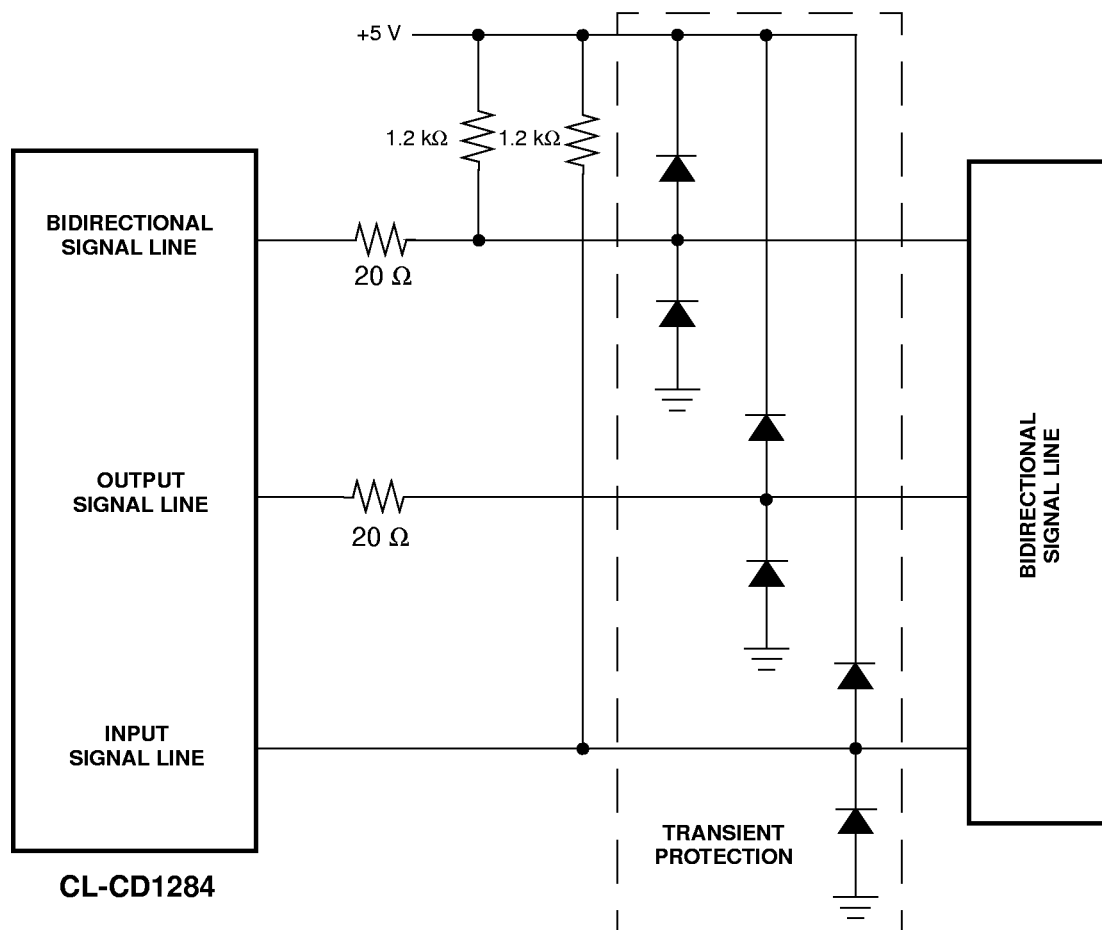 +5 V
1.2 kΩ 1.2 kΩ
BIDIRECTIONAL
SIGNAL LINE
20 Ω
OUTPUT
SIGNAL LINE
20 Ω
BIDIRECTIONAL
SIGNAL LINE
INPUT
SIGNAL LINE
TRANSIENT
PROTECTION
CL-CD1284